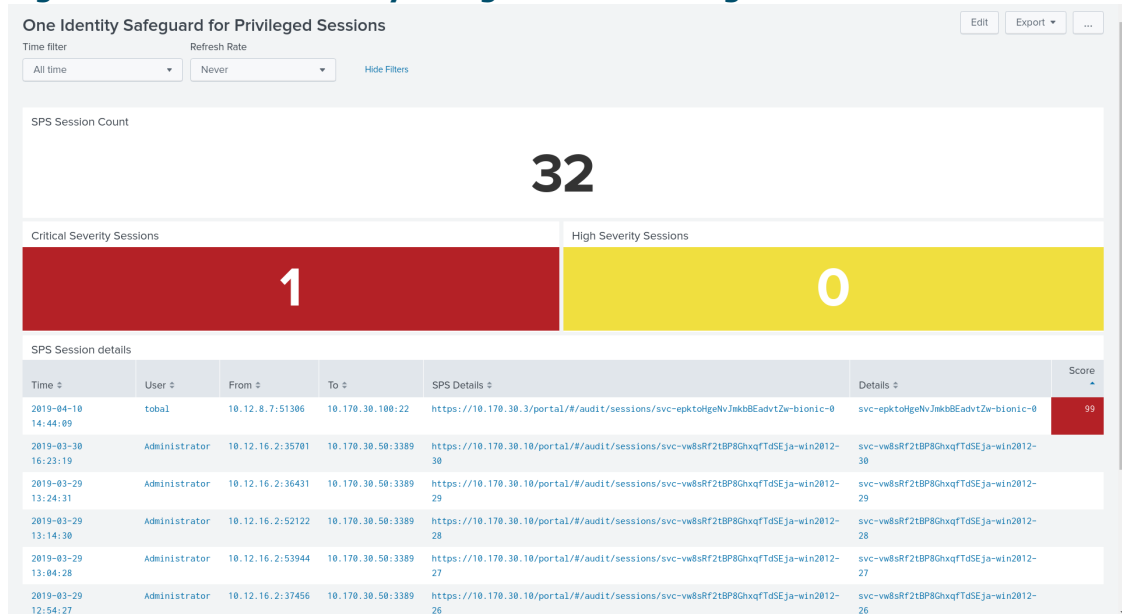 One Identity Safeguard for Privileged Sessions
Edit
Export
...
Time filter
Refresh Rate
All time
Never
Hide Filters
SPS Session Count
32
Critical Severity Sessions
High Severity Sessions
1
0
SPS Session details
Time
User
From
To
SPS Details
Details
Score
2019-04-10
14:44:09
tobal
10.12.8.7:51306
10.170.30.100:22
https://10.170.30.3/portal/#/audit/sessions/svc-epktoHgeNvJmkbBEadvtZw-bionic-0
svc-epktoHgeNvJmkbBEadvtZw-bionic-0
99
2019-03-30
16:23:19
Administrator
10.12.16.2:35701
10.170.30.50:3389
https://10.170.30.10/portal/#/audit/sessions/svc-vw8sRf2tBP8GhxqfTdSEja-win2012-
30
svc-vw8sRf2tBP8GhxqfTdSEja-win2012-
30
2019-03-29
13:24:31
Administrator
10.12.16.2:36431
10.170.30.50:3389
https://10.170.30.10/portal/#/audit/sessions/svc-vw8sRf2tBP8GhxqfTdSEja-win2012-
29
svc-vw8sRf2tBP8GhxqfTdSEja-win2012-
29
2019-03-29
13:14:30
Administrator
10.12.16.2:52122
10.170.30.50:3389
https://10.170.30.10/portal/#/audit/sessions/svc-vw8sRf2tBP8GhxqfTdSEja-win2012-
28
svc-vw8sRf2tBP8GhxqfTdSEja-win2012-
28
2019-03-29
13:04:28
Administrator
10.12.16.2:53944
10.170.30.50:3389
https://10.170.30.10/portal/#/audit/sessions/svc-vw8sRf2tBP8GhxqfTdSEja-win2012-
27
svc-vw8sRf2tBP8GhxqfTdSEja-win2012-
27
2019-03-29
12:54:27
Administrator
10.12.16.2:37456
10.170.30.50:3389
https://10.170.30.10/portal/#/audit/sessions/svc-vw8sRf2tBP8GhxqfTdSEja-win2012-
26
svc-vw8sRf2tBP8GhxqfTdSEja-win2012-
26